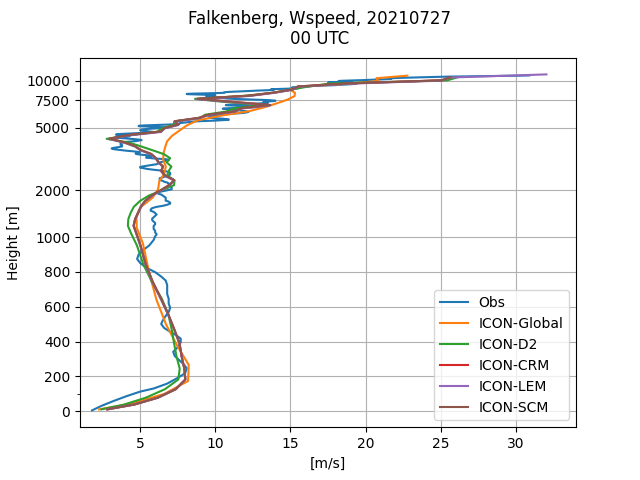 Falkenberg, Wspeed, 20210727
00 UTC
Height [m]
10000
7500
5000
2000
1000
800
600
400
200
0
5
10
15
20
25
30
[m/s]
Obs
ICON-Global
ICON-D2
ICON-CRM
ICON-LEM
ICON-SCM